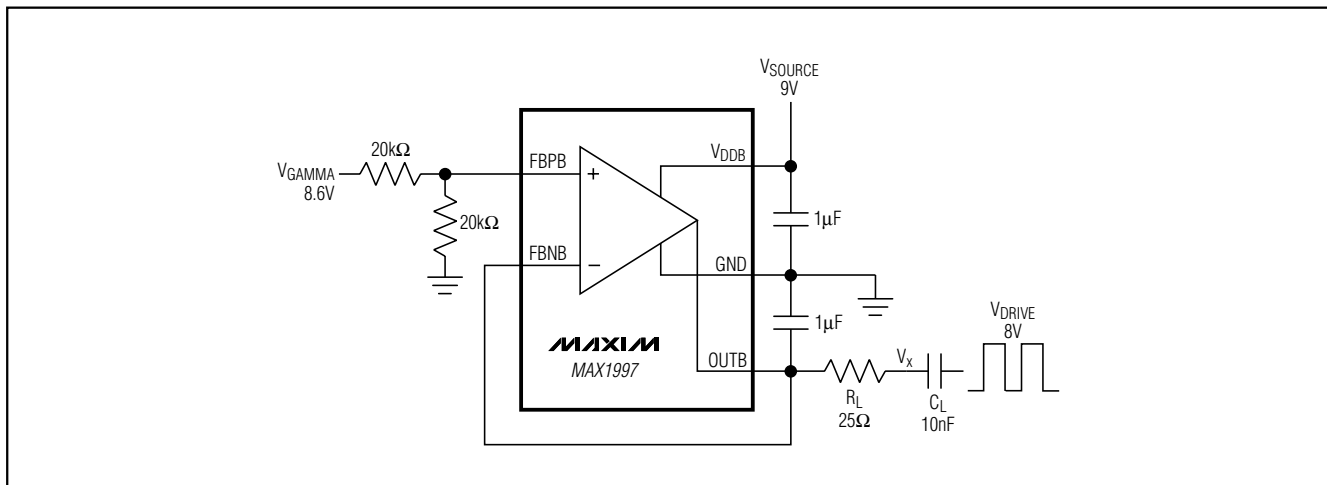 VSOURCE
9V
20kΩ
FBPB
VDDB
VGAMMA
8.6V
+
20kΩ
1µF
FBNB
−
GND
1µF
VDRIVE
8V
MAXIM
MAX1997
OUTB
VX
RL
25Ω
CL
10nF